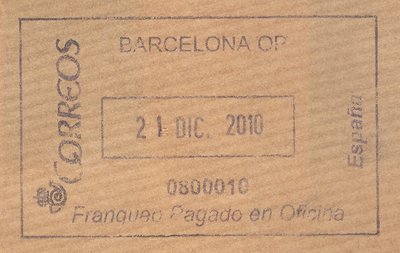 BARCELONA OP
CORREOS
21 DIC. 2010
España
0800010
Franqueo Pagado en Oficina